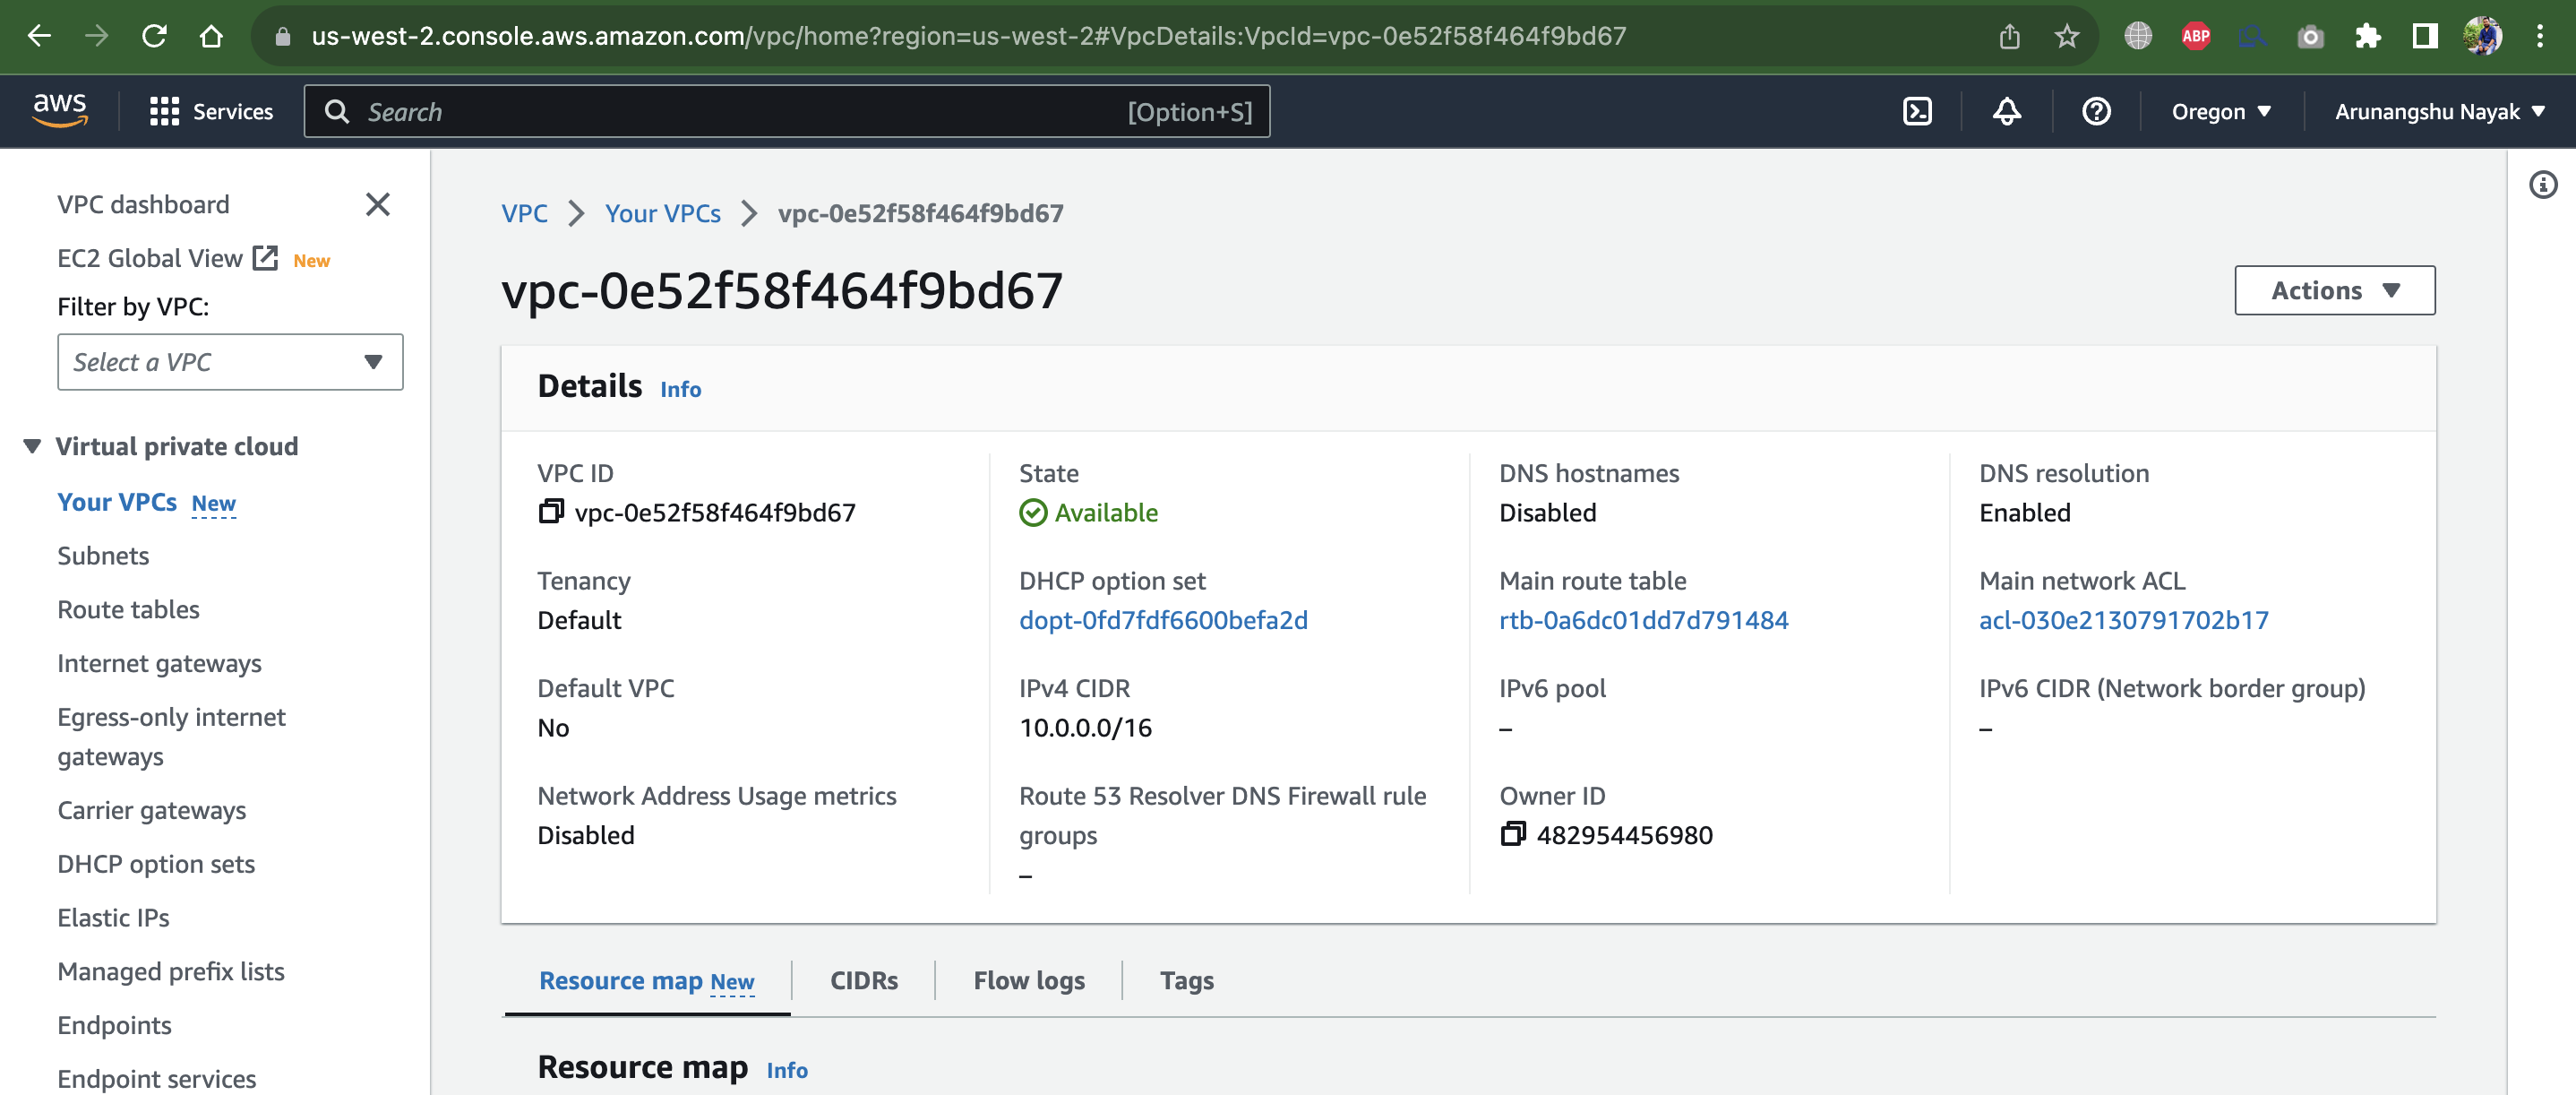 us-west-2.console.aws.amazon.com/vpc/home?region=us-west-2#VpcDetails:VpcId=vpc-0e52f58f464f9bd67
ABP
aws
Services
Search
[Option+S]
Oregon
Arunangshu Nayak
VPC dashboard
EC2 Global View New
Filter by VPC:
Select a VPC
Virtual private cloud
Your VPCs New
Subnets
Route tables
Internet gateways
Egress-only internet
gateways
Carrier gateways
DHCP option sets
Elastic IPs
Managed prefix lists
Endpoints
Endpoint services
VPC > Your VPCs > vpc-0e52f58f464f9bd67
vpc-0e52f58f464f9bd67
Actions
Details Info
VPC ID
vpc-0e52f58f464f9bd67
State
Available
DNS hostnames
Disabled
DNS resolution
Enabled
Tenancy
Default
DHCP option set
dopt-0fd7fdf6600befa2d
Main route table
rtb-0a6dc01dd7d791484
Main network ACL
acl-030e2130791702b17
Default VPC
No
IPv4 CIDR
10.0.0.0/16
IPv6 pool
–
IPv6 CIDR (Network border group)
–
Network Address Usage metrics
Disabled
Route 53 Resolver DNS Firewall rule
groups
–
Owner ID
482954456980
Resource map New
CIDRs
Flow logs
Tags
Resource map Info